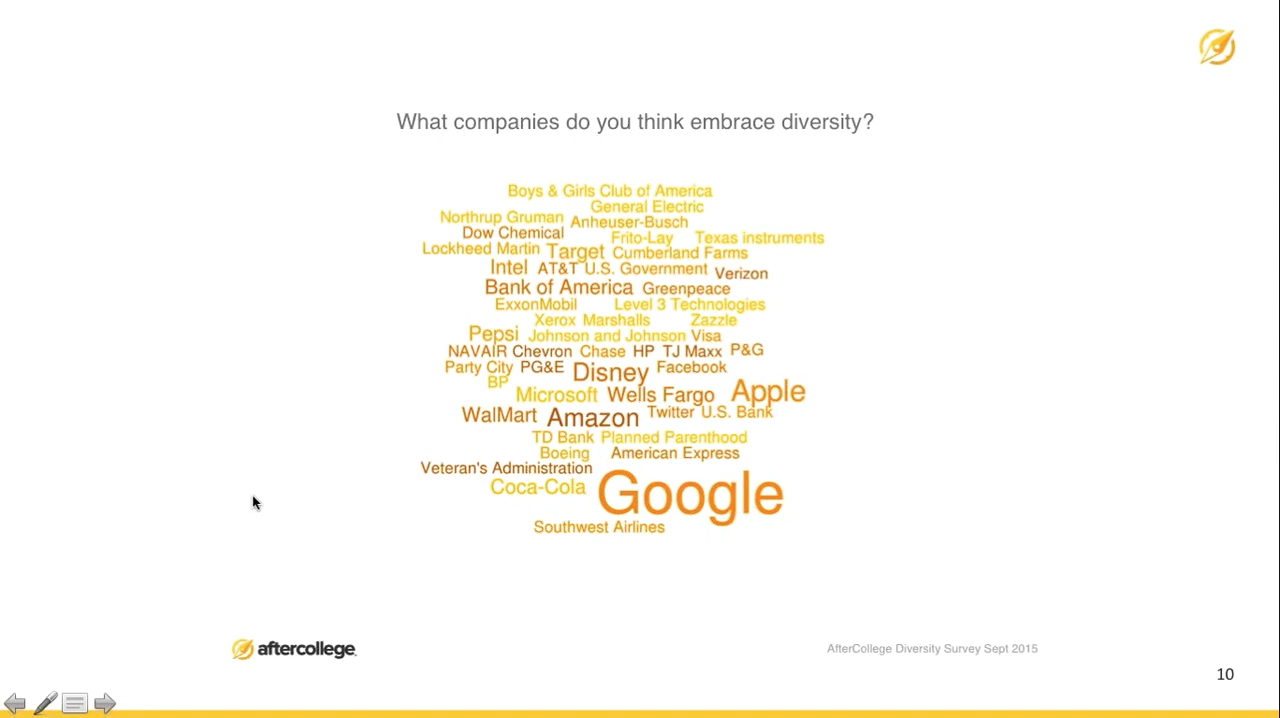 What companies do you think embrace diversity?
Boys & Girls Club of America
General Electric
Northrup Gruman Anheuser-Busch
Dow Chemical Frito-Lay Texas instruments
Lockheed Martin Target Cumberland Farms
Intel AT&T U.S. Government Verizon
Bank of America Greenpeace
ExxonMobil Level 3 Technologies
Xerox Marshalls Zazzle
Pepsi Johnson and Johnson Visa
NAVAIR Chevron Chase HP TJ Maxx P&G
Party City PG&E Disney Facebook
BP
Microsoft Wells Fargo Apple
WalMart Amazon Twitter U.S. Bank
TD Bank Planned Parenthood
Boeing American Express
Veteran's Administration
Coca-Cola Google
Southwest Airlines
aftercollege
AfterCollege Diversity Survey Sept 2015
10